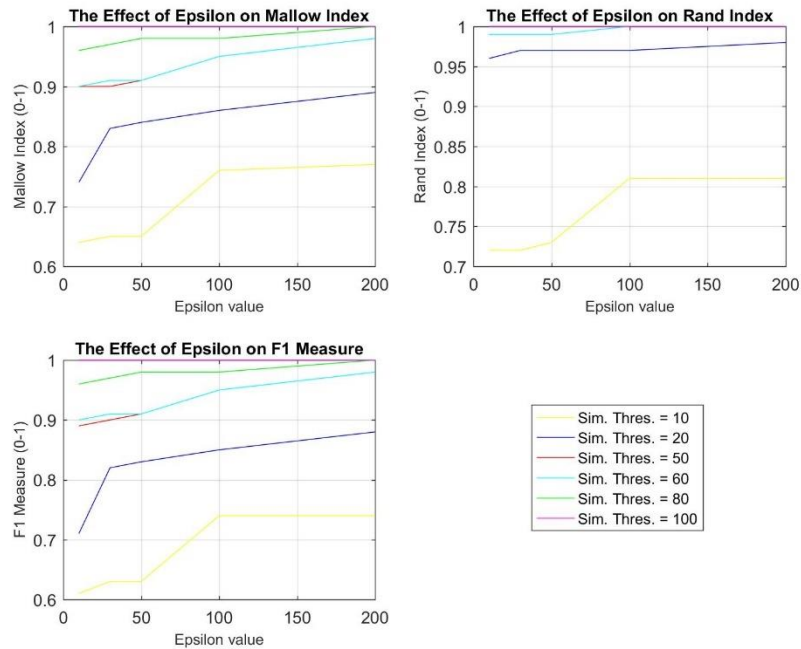 The Effect of Epsilon on Mallow Index
1
0.9
0.8
0.7
0.6
Mallow Index (0-1)
0 50 100 150 200
Epsilon value
The Effect of Epsilon on Rand Index
1
0.95
0.9
0.85
0.8
0.75
0.7
Rand Index (0-1)
0 50 100 150 200
Epsilon value
The Effect of Epsilon on F1 Measure
1
0.9
0.8
0.7
0.6
F1 Measure (0-1)
0 50 100 150 200
Epsilon value
Sim. Thres. = 10
Sim. Thres. = 20
Sim. Thres. = 50
Sim. Thres. = 60
Sim. Thres. = 80
Sim. Thres. = 100